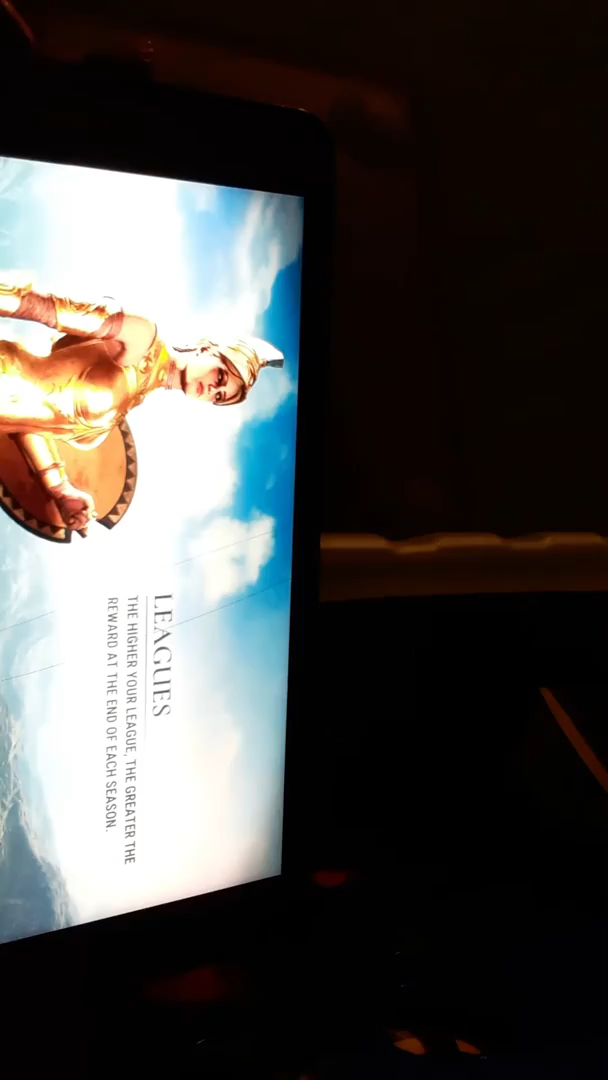 LEAGUES
THE HIGHER YOUR LEAGUE, THE GREATER THE
REWARD AT THE END OF EACH SEASON.